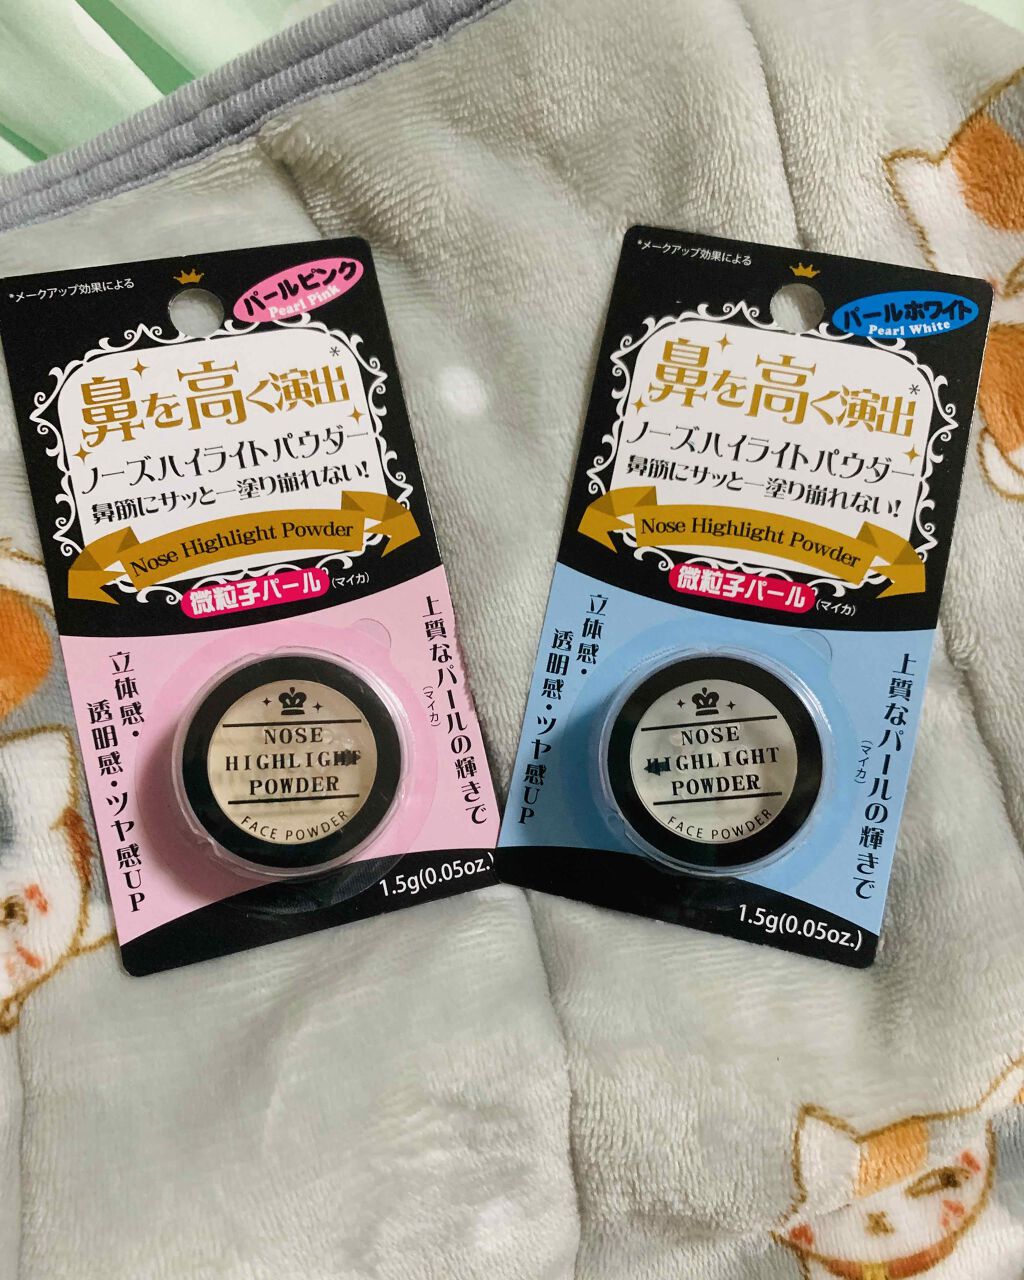 *メークアップ効果による
パールピンク
Pearl Pink
鼻を高く演出*
ノーズハイライトパウダー
鼻筋にサッと一塗り崩れない!
Nose Highlight Powder
微粒子パール(マイカ)
上質なパールの輝きで
(マイカ)
立体感・
透明感・ツヤ感UP
NOSE
HIGHLIGHT
POWDER
FACE POWDER
1.5g(0.05oz.)
*メークアップ効果による
パールホワイト
Pearl White
鼻を高く演出*
ノーズハイライトパウダー
鼻筋にサッと一塗り崩れない!
Nose Highlight Powder
微粒子パール(マイカ)
上質なパールの輝きで
(マイカ)
立体感・
透明感・ツヤ感UP
NOSE
HIGHLIGHT
POWDER
FACE POWDER
1.5g(0.05oz.)